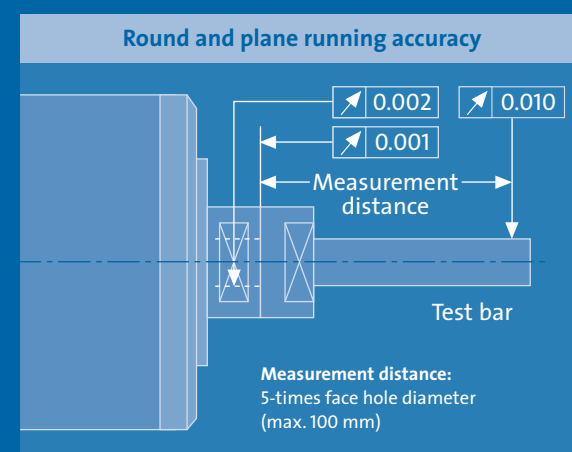 Round and plane running accuracy
0.002
0.010
0.001
Measurement
distance
Test bar
Measurement distance:
5-times face hole diameter
(max. 100 mm)